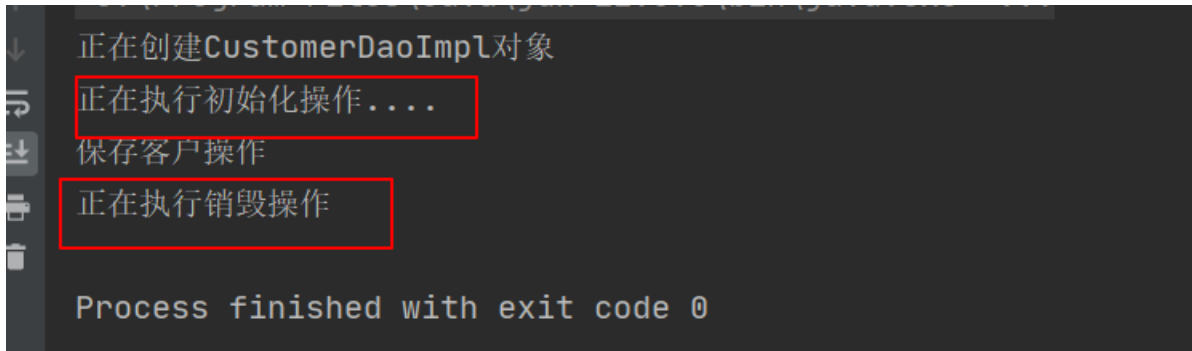 正在创建CustomerDaoImpl对象
正在执行初始化操作....
保存客户操作
正在执行销毁操作
Process finished with exit code 0